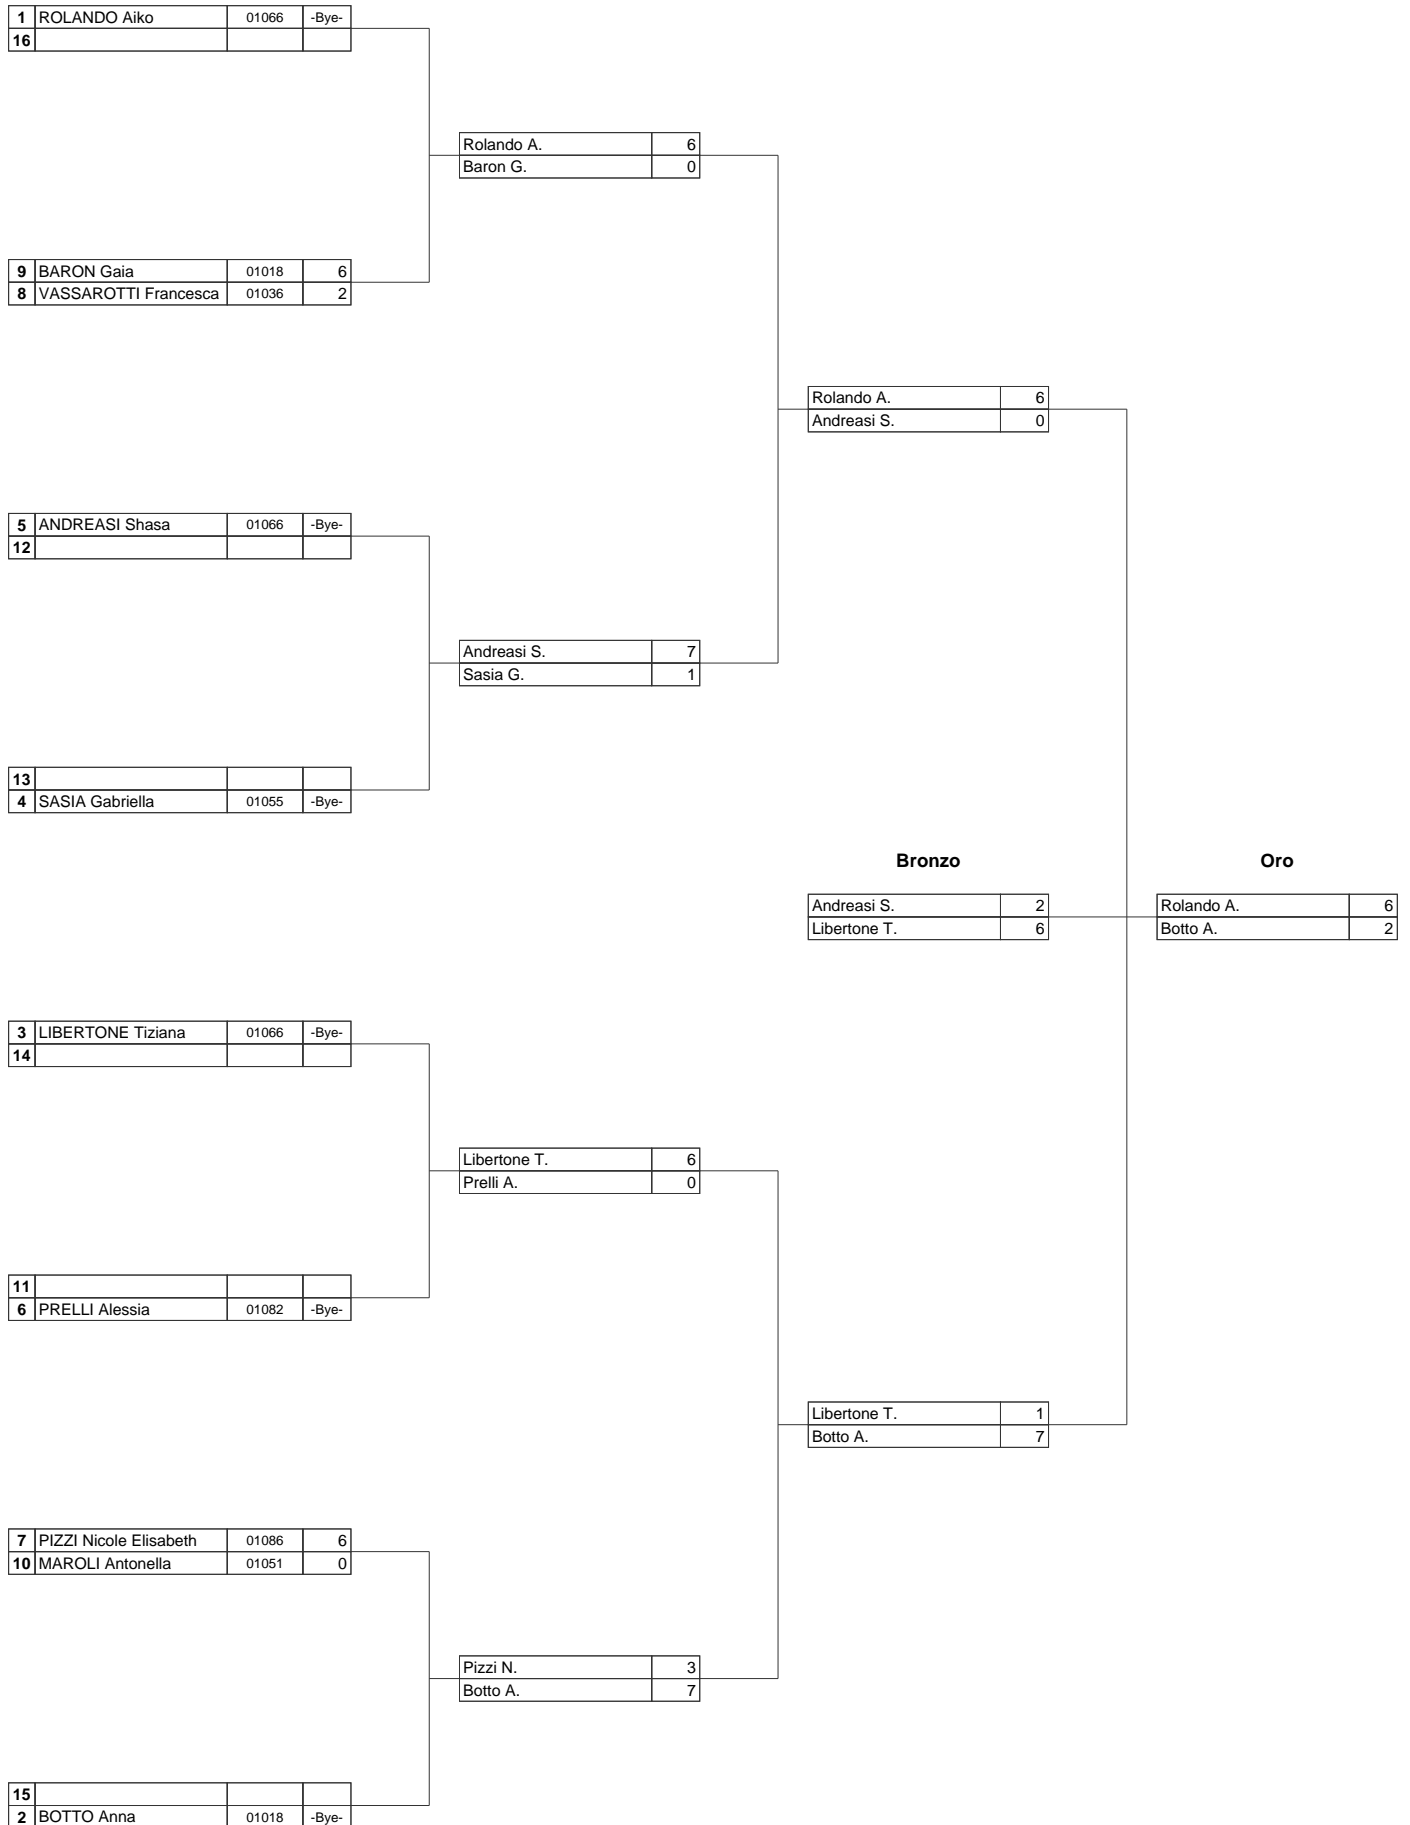 1 ROLANDO Aiko 01066 -Bye-
16
Rolando A. 6
Baron G. 0
9 BARON Gaia 01018 6
8 VASSAROTTI Francesca 01036 2
Rolando A. 6
Andreasi S. 0
5 ANDREASI Shasa 01066 -Bye-
12
Andreasi S. 7
Sasia G. 1
13
4 SASIA Gabriella 01055 -Bye-
Bronzo Oro
Andreasi S. 2 Rolando A. 6
Libertone T. 6 Botto A. 2
3 LIBERTONE Tiziana 01066 -Bye-
14
Libertone T. 6
Prelli A. 0
11
6 PRELLI Alessia 01082 -Bye-
Libertone T. 1
Botto A. 7
7 PIZZI Nicole Elisabeth 01086 6
10 MAROLI Antonella 01051 0
Pizzi N. 3
Botto A. 7
15
2 BOTTO Anna 01018 -Bye-